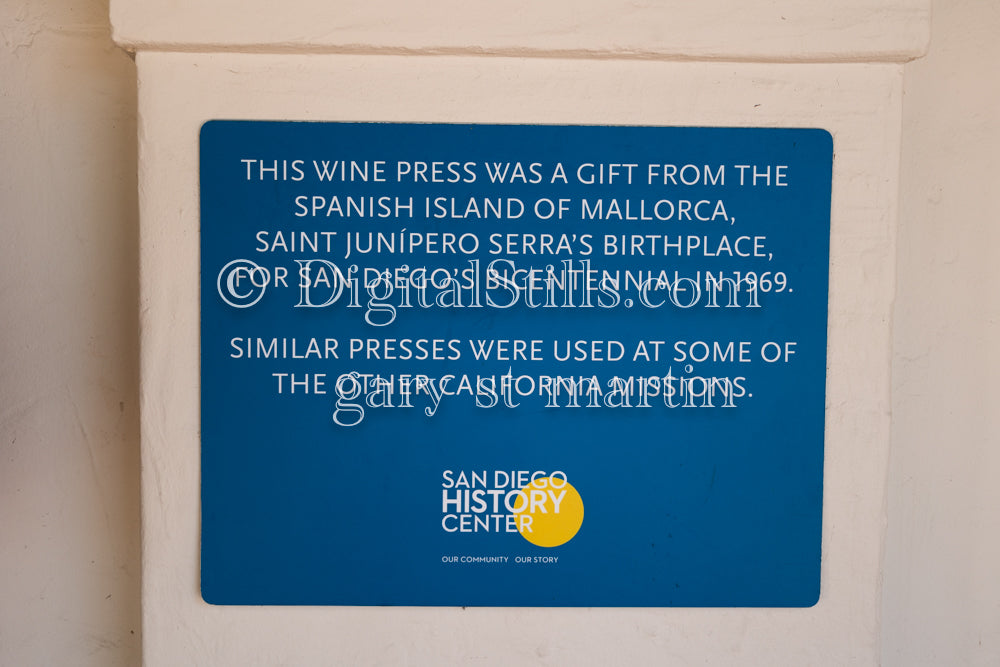 THIS WINE PRESS WAS A GIFT FROM THE
SPANISH ISLAND OF MALLORCA,
SAINT JUNÍPERO SERRA'S BIRTHPLACE,
FOR SAN DIEGO'S BICENTENNIAL IN 1969.
© DigitalStills.com
SIMILAR PRESSES WERE USED AT SOME OF
THE OTHER CALIFORNIA MISSIONS.
gary st martin
SAN DIEGO
HISTORY
CENTER
OUR COMMUNITY OUR STORY